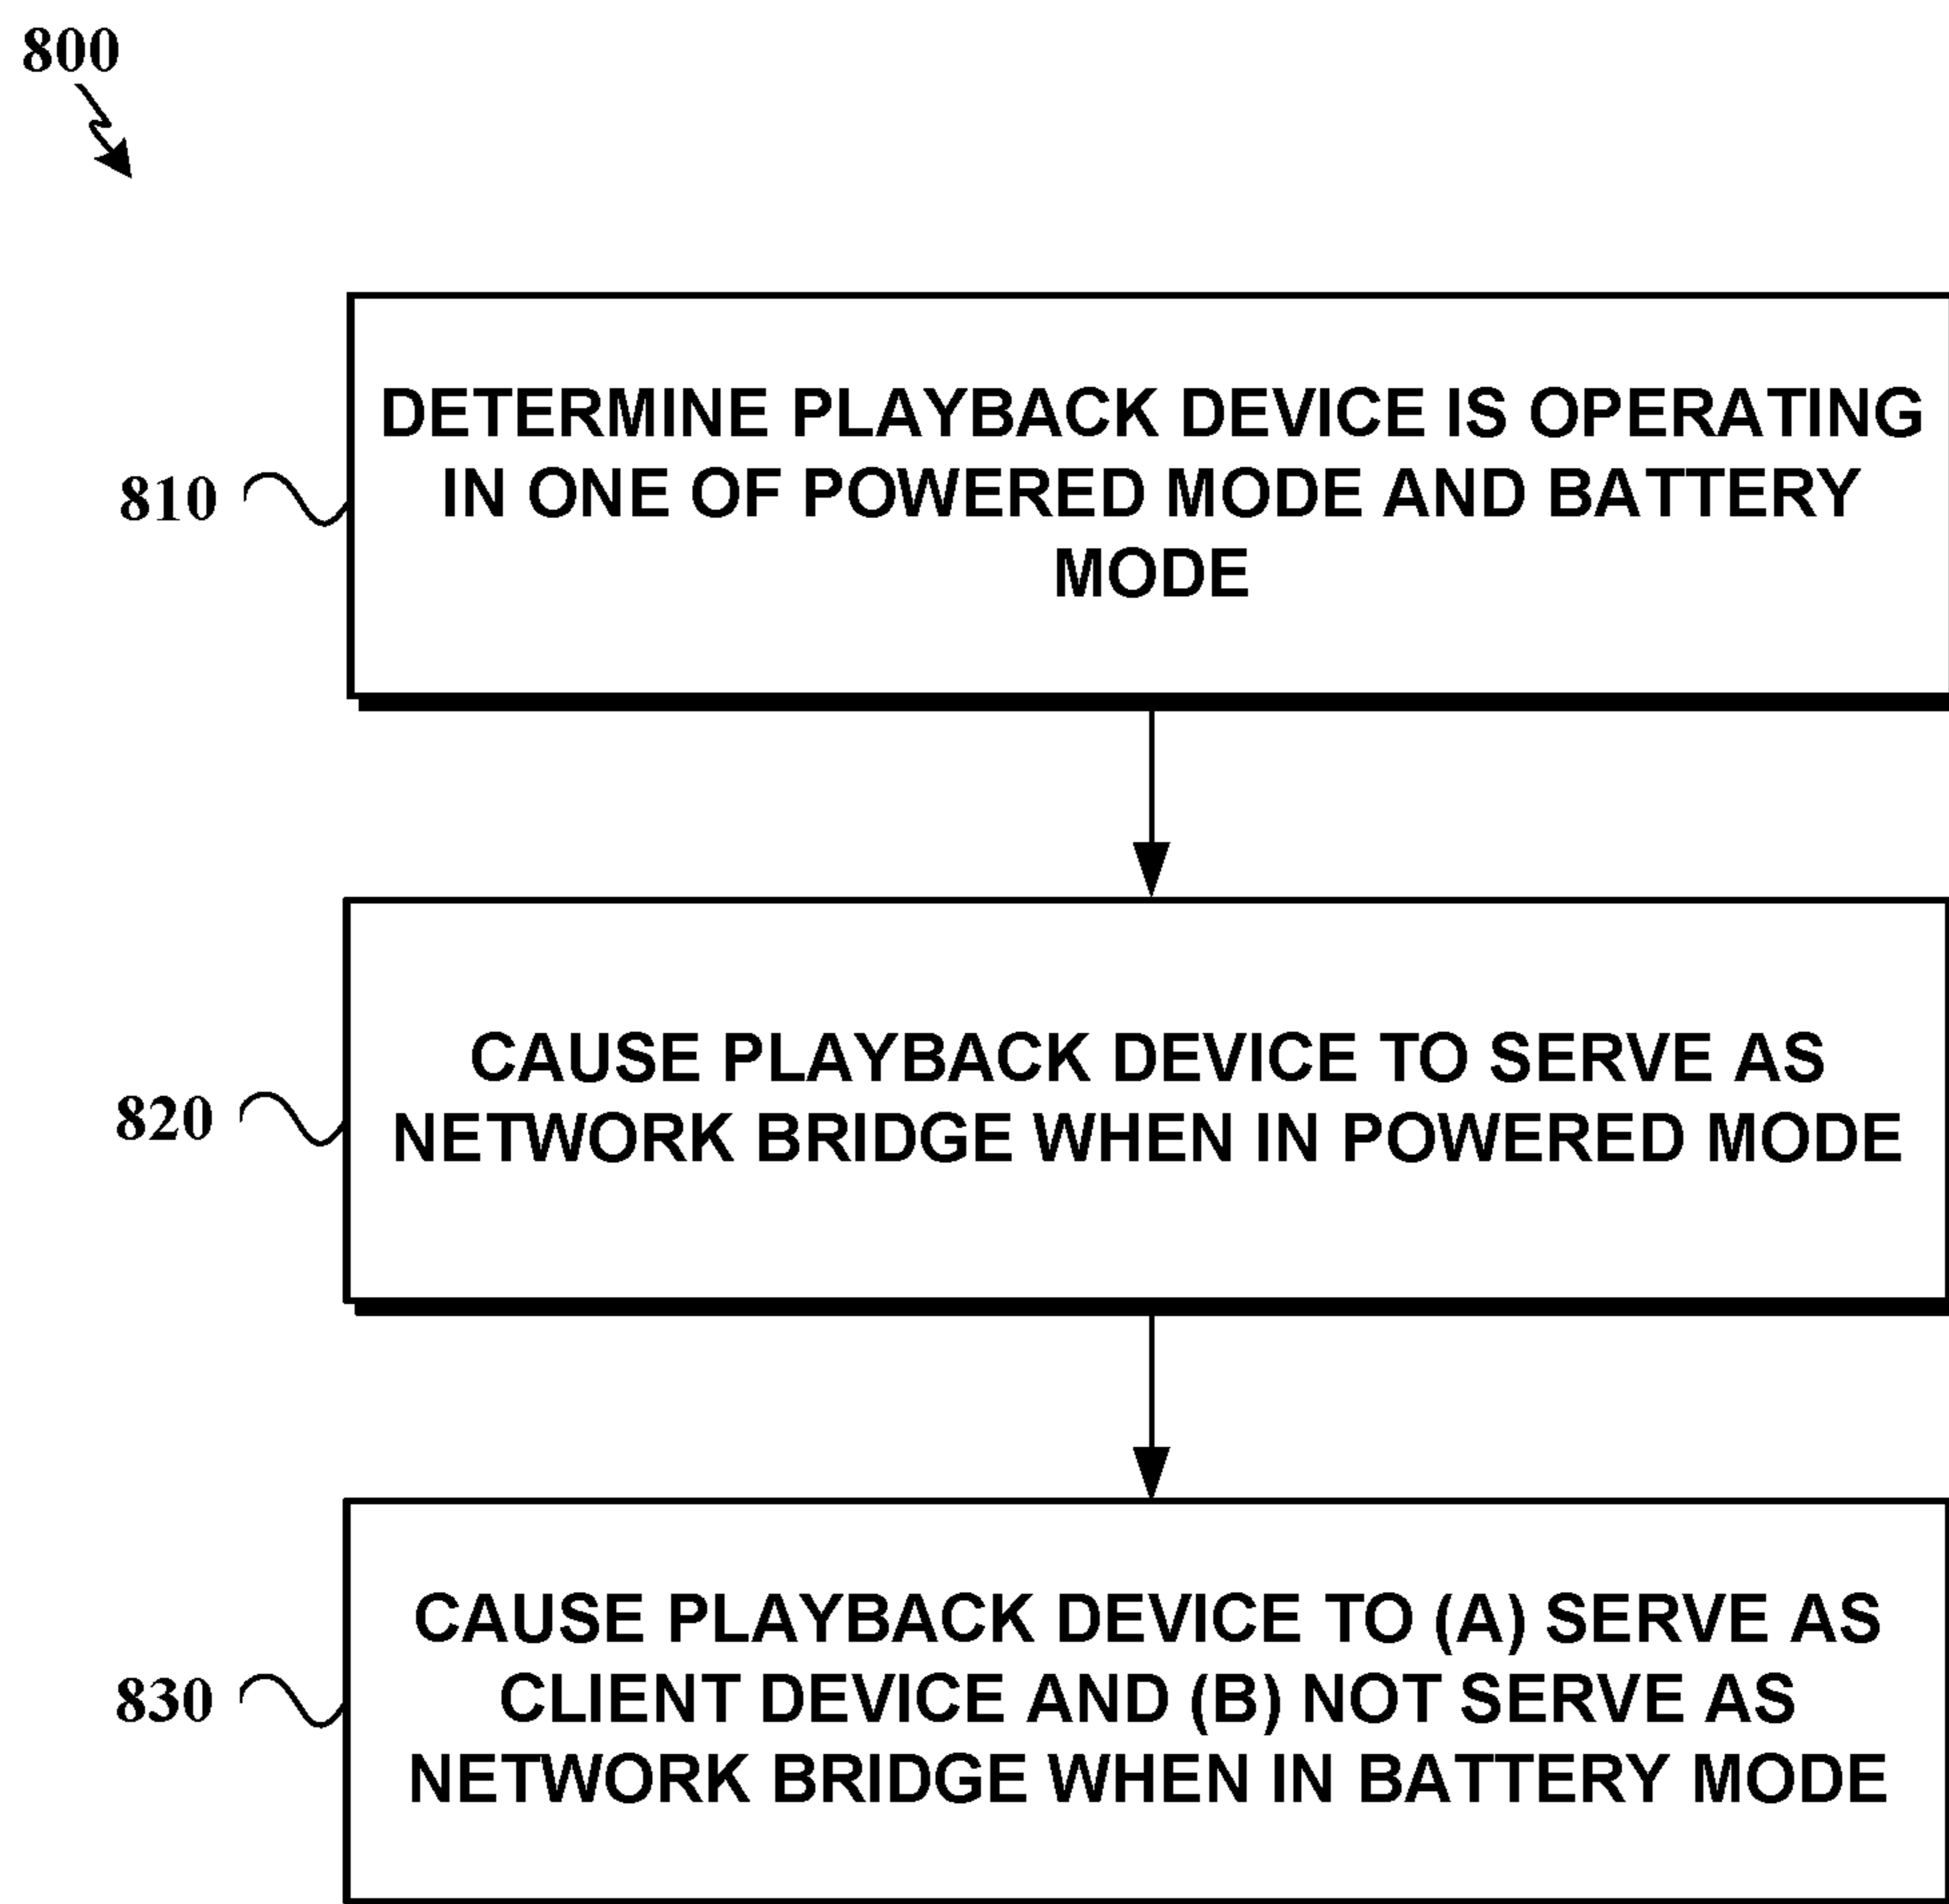 800
810
DETERMINE PLAYBACK DEVICE IS OPERATING
IN ONE OF POWERED MODE AND BATTERY
MODE
820
CAUSE PLAYBACK DEVICE TO SERVE AS
NETWORK BRIDGE WHEN IN POWERED MODE
830
CAUSE PLAYBACK DEVICE TO (A) SERVE AS
CLIENT DEVICE AND (B) NOT SERVE AS
NETWORK BRIDGE WHEN IN BATTERY MODE